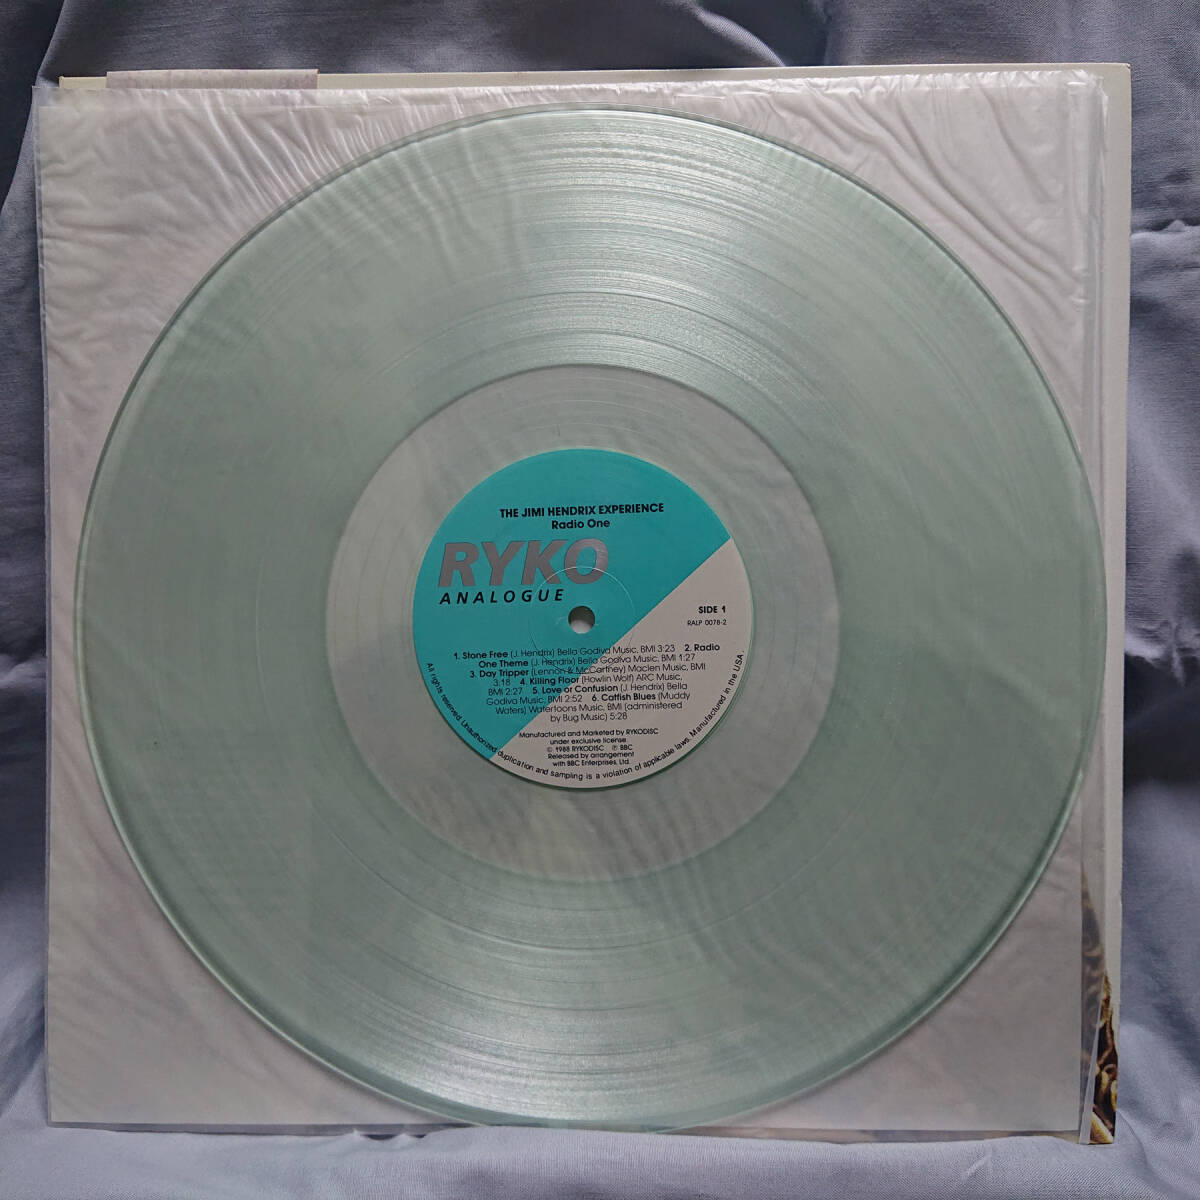 THE JIMI HENDRIX EXPERIENCE
Radio One
RYKO
ANALOGUE
SIDE 1
RALP 0078-2
1. Stone Free (J. Hendrix) Bella Godiva Music, BMI 3:23 2. Radio
One Theme (J. Hendrix) Bella Godiva Music, BMI 1:27
3. Day Tripper (Lennon & McCartney) Maclen Music, BMI
3:18 4. Killing Floor (Howlin Wolf) ARC Music,
BMI 2:27 5. Love or Confusion (J. Hendrix) Bella
Godiva Music, BMI 2:52 6. Catfish Blues (Muddy
Waters) Watertoons Music, BMI (administered
by Bug Music) 5:28
Manufactured and Marketed by RYKODISC
under exclusive license.
© 1988 RYKODISC ℗ BBC
Released by arrangement
with BBC Enterprises, Ltd.
All rights reserved. Unauthorized duplication and sampling is a violation of applicable laws. Manufactured in the USA.